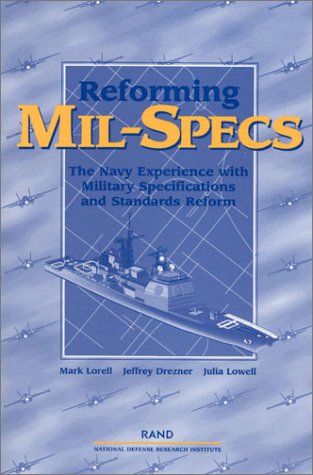 Reforming
MIL-SPECS
The Navy Experience with
Military Specifications
and Standards Reform
47
Mark Lorell Jeffrey Drezner Julia Lowell
RAND
NATIONAL DEFENSE RESEARCH INSTITUTE